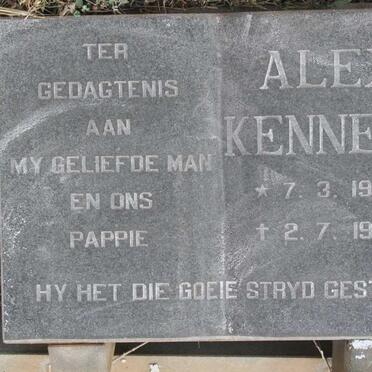 TER
GEDAGTENIS
AAN
MY GELIEFDE MAN
EN ONS
PAPPIE
ALE
KENNE
★ 7. 3. 19
† 2. 7. 19
HY HET DIE GOEIE STRYD GEST